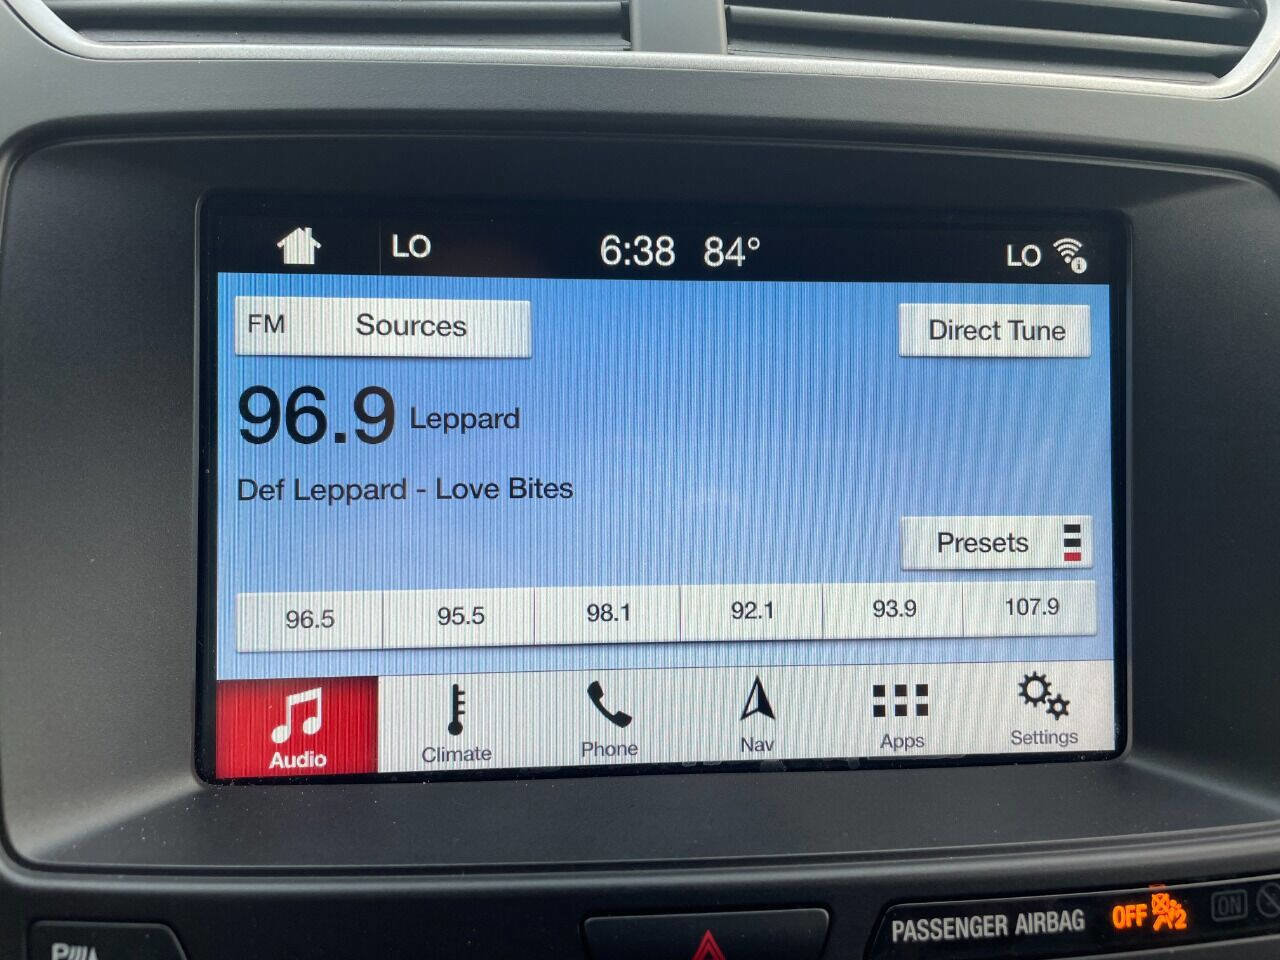 LO 6:38 84° LO
FM Sources Direct Tune
96.9 Leppard
Def Leppard - Love Bites
Presets
96.5 95.5 98.1 92.1 93.9 107.9
Audio Climate Phone Nav Apps Settings
PASSENGER AIRBAG OFF 2 ON
P